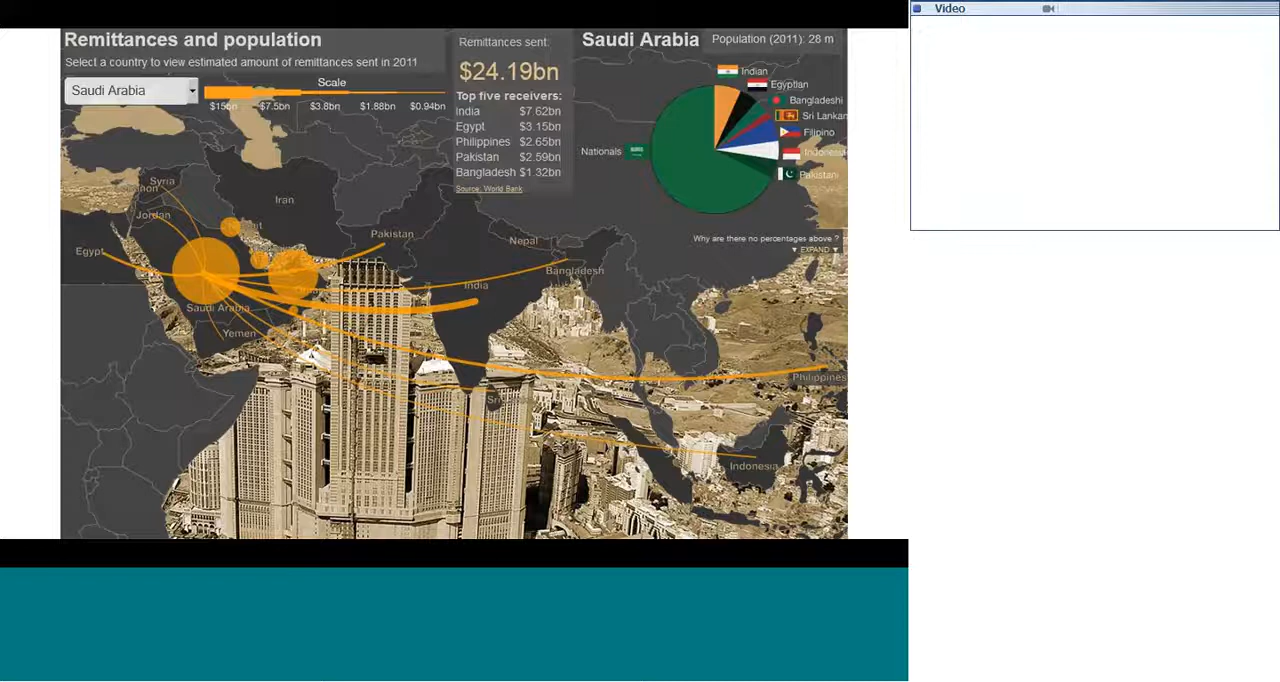 Video
Remittances and population
Select a country to view estimated amount of remittances sent in 2011
Saudi Arabia
Scale
$15bn $7.5bn $3.8bn $1.88bn $0.94bn
Remittances sent:
$24.19bn
Top five receivers:
India $7.62bn
Egypt $3.15bn
Philippines $2.65bn
Pakistan $2.59bn
Bangladesh $1.32bn
Source: World Bank
Saudi Arabia
Population (2011): 28 m
Indian
Egyptian
Bangladeshi
Sri Lankan
Filipino
Indonesia
Pakistani
Nationals
Why are there no percentages above ?
▼ EXPAND ▼
Syria
Jordan
Iran
Egypt
Pakistan
Nepal
Bangladesh
India
Saudi Arabia
Yemen
Philippines
Sri
Indonesia